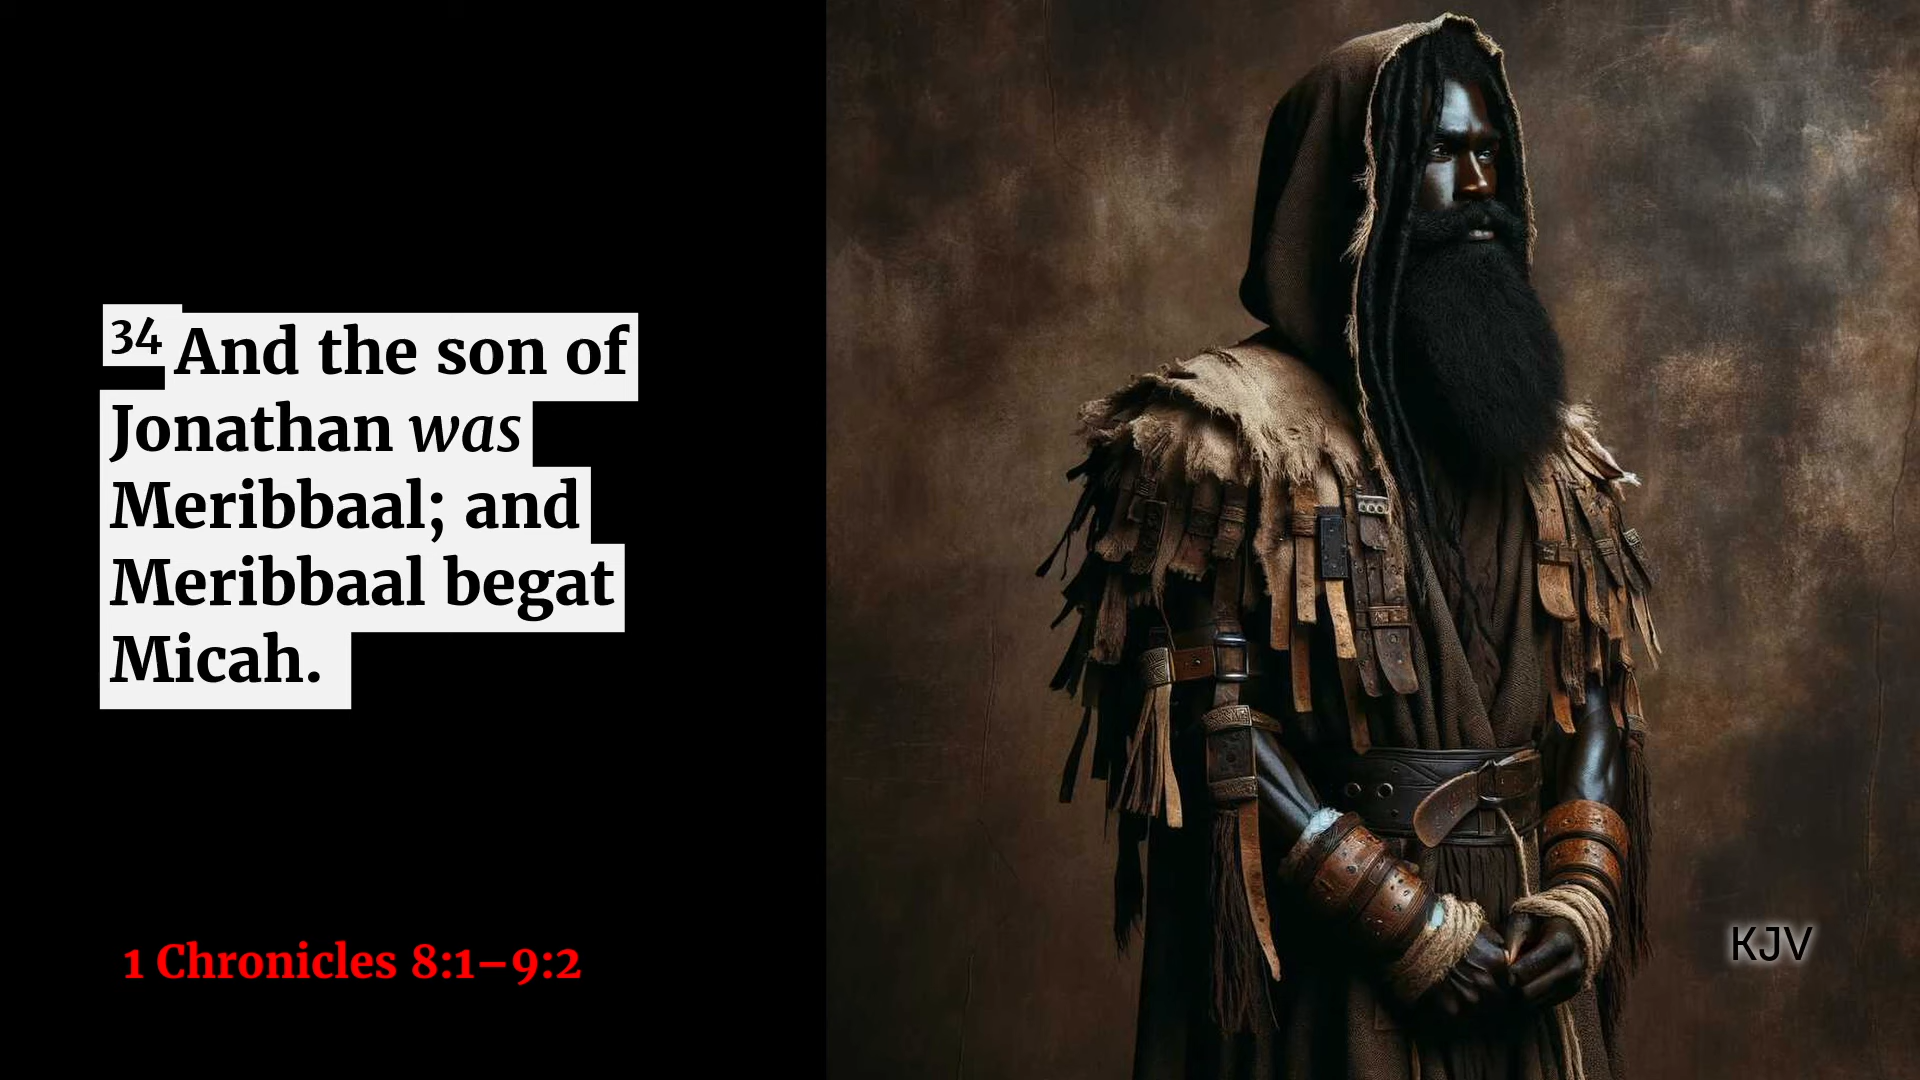 34 And the son of
Jonathan was
Meribbaal; and
Meribbaal begat
Micah.
1 Chronicles 8:1–9:2
KJV